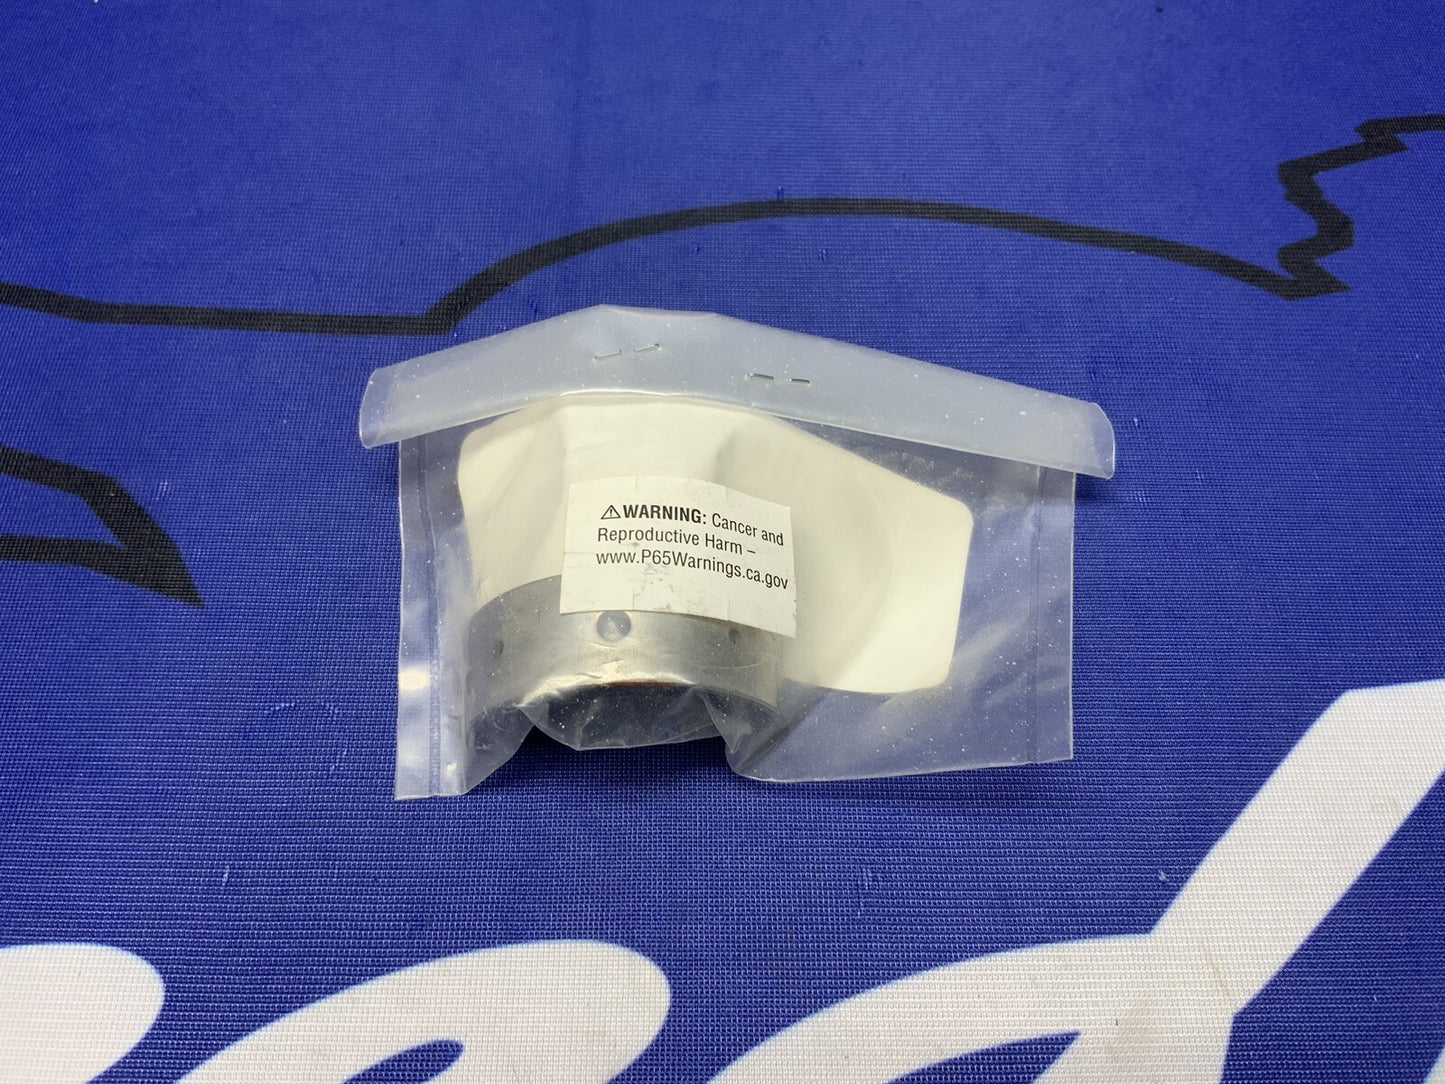 ⚠WARNING: Cancer and
Reproductive Harm –
www.P65Warnings.ca.gov